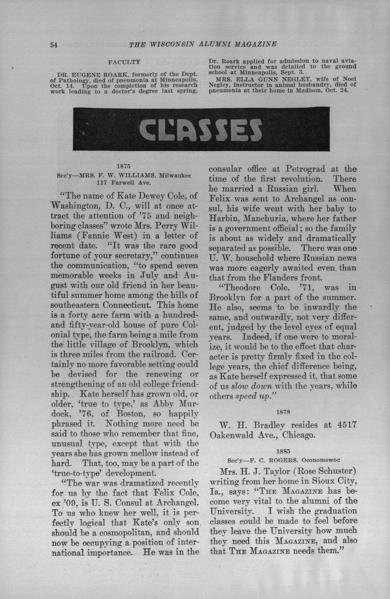 54
THE WISCONSIN ALUMNI MAGAZINE
FACULTY
DR. EUGENE ROARK, formerly of the Dept.
of Pathology, died of pneumonia at Minneapolis,
Oct. 14. Upon the completion of his research
work leading to a doctor's degree last spring,
Dr. Roark applied for admission to naval avia-
tion service and was detailed to the ground
school at Minneapolis, Sept. 3.
MRS. ELLA GUNN NEGLEY, wife of Noel
Negley, instructor in animal husbandry, died of
pneumonia at their home in Madison, Oct. 24.
CLASSES
1875
Sec'y—MRS. F. W. WILLIAMS, Milwaukee
117 Farwell Ave.
"The name of Kate Dewey Cole, of
Washington, D. C., will at once at-
tract the attention of '75 and neigh-
boring classes" wrote Mrs. Perry Wil-
liams (Fannie West) in a letter of
recent date. "It was the rare good
fortune of your secretary," continues
the communication, "to spend seven
memorable weeks in July and Au-
gust with our old friend in her beau-
tiful summer home among the hills of
southeastern Connecticut. This home
is a forty acre farm with a hundred-
and fifty-year-old house of pure Col-
onial type, the farm being a mile from
the little village of Brooklyn, which
is three miles from the railroad. Cer-
tainly no more favorable setting could
be devised for the renewing or
strengthening of an old college friend-
ship. Kate herself has grown old, or
older, 'true to type,' as Abby Mur-
dock, '76, of Boston, so happily
phrased it. Nothing more need be
said to those who remember that fine,
unusual type, except that with the
years she has grown mellow instead of
hard. That, too, may be a part of the
'true-to-type' development.
"The war was dramatized recently
for us by the fact that Felix Cole,
ex '09, is U. S. Consul at Archangel.
To us who knew her well, it is per-
fectly logical that Kate's only son
should be a cosmopolitan, and should
now be occupying a position of inter-
national importance. He was in the
consular office at Petrograd at the
time of the first revolution. There
he married a Russian girl. When
Felix was sent to Archangel as con-
sul, his wife went with her baby to
Harbin, Manchuria, where her father
is a government official; so the family
is about as widely and dramatically
separated as possible. There was one
U. W. household where Russian news
was more eagerly awaited even than
that from the Flanders front.
"Theodore Cole, '71, was in
Brooklyn for a part of the summer.
He also, seems to be inwardly the
same, and outwardly, not very differ-
ent, judged by the level eyes of equal
years. Indeed, if one were to moral-
ize, it would be to the effect that char-
acter is pretty firmly fixed in the col-
lege years, the chief difference being,
as Kate herself expressed it, that some
of us slow down with the years, while
others speed up."
1879
W. H. Bradley resides at 4517
Oakenwald Ave., Chicago.
1885
Sec'y—F. C. ROGERS, Oconomowoc
Mrs. H. J. Taylor (Rose Schuster)
writing from her home in Sioux City,
Ia., says: "THE MAGAZINE has be-
come very vital to the alumni of the
University. I wish the graduation
classes could be made to feel before
they leave the University how much
they need this MAGAZINE, and also
that THE MAGAZINE needs them."